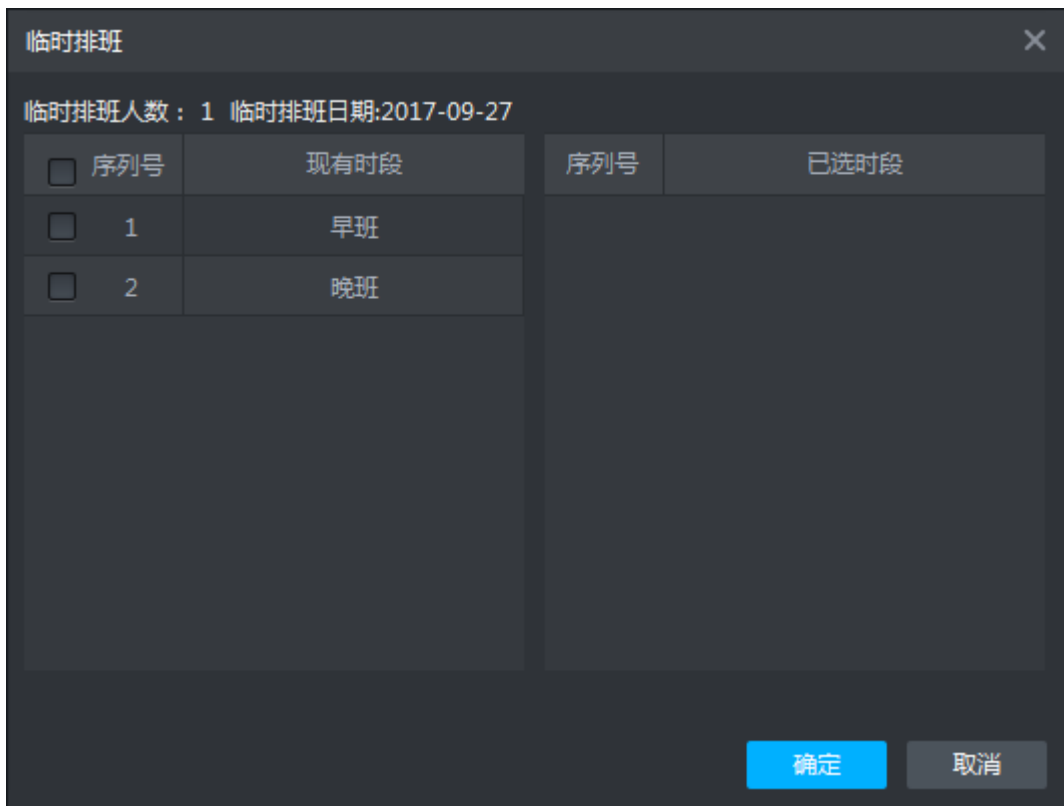 临时排班
临时排班人数： 1 临时排班日期:2017-09-27
序列号 现有时段 序列号 已选时段
1 早班
2 晚班
确定 取消